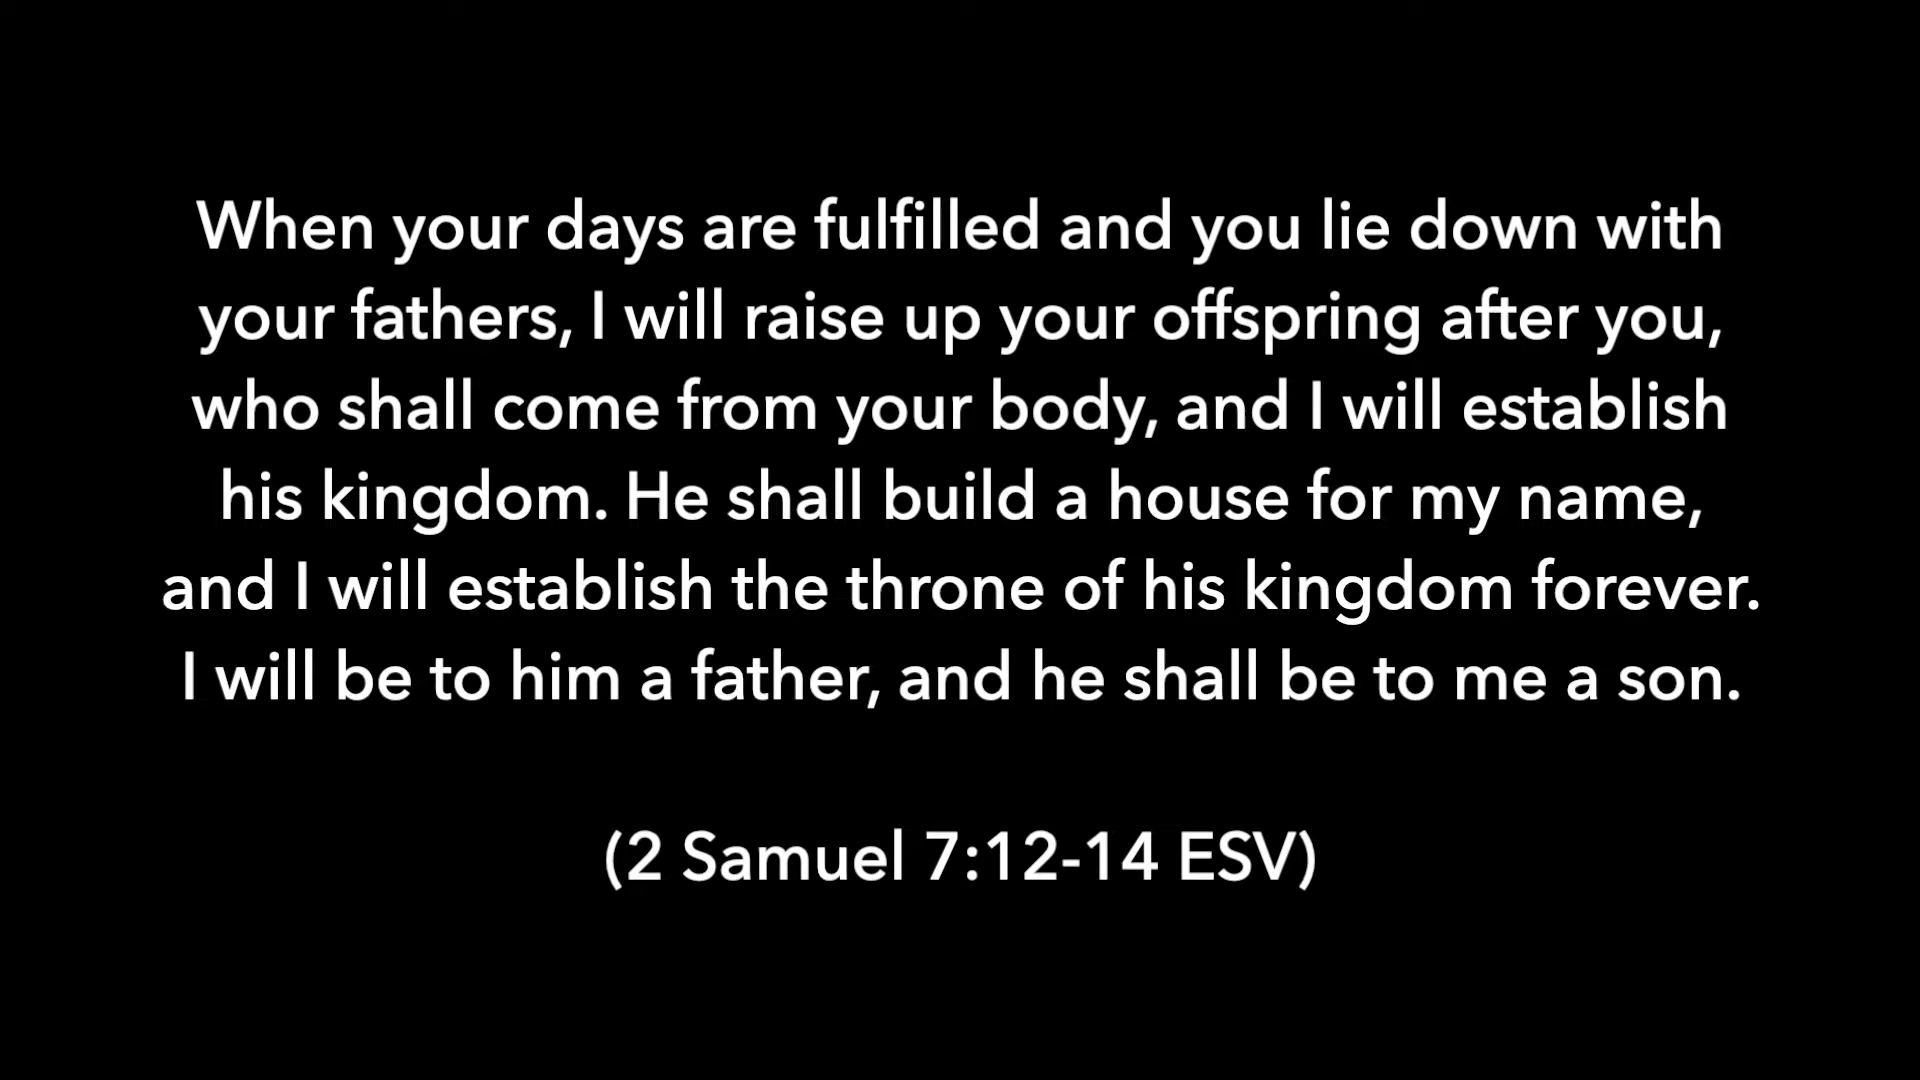 When your days are fulfilled and you lie down with
your fathers, I will raise up your offspring after you,
who shall come from your body, and I will establish
his kingdom. He shall build a house for my name,
and I will establish the throne of his kingdom forever.
I will be to him a father, and he shall be to me a son.
(2 Samuel 7:12-14 ESV)